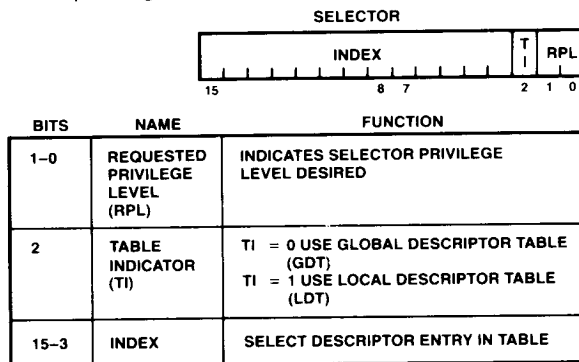 SELECTOR
INDEX
T
I
RPL
15 8 7 2 1 0
BITS NAME FUNCTION
1–0 REQUESTED PRIVILEGE LEVEL (RPL) INDICATES SELECTOR PRIVILEGE LEVEL DESIRED
2 TABLE INDICATOR (TI) TI = 0 USE GLOBAL DESCRIPTOR TABLE (GDT)
TI = 1 USE LOCAL DESCRIPTOR TABLE (LDT)
15–3 INDEX SELECT DESCRIPTOR ENTRY IN TABLE